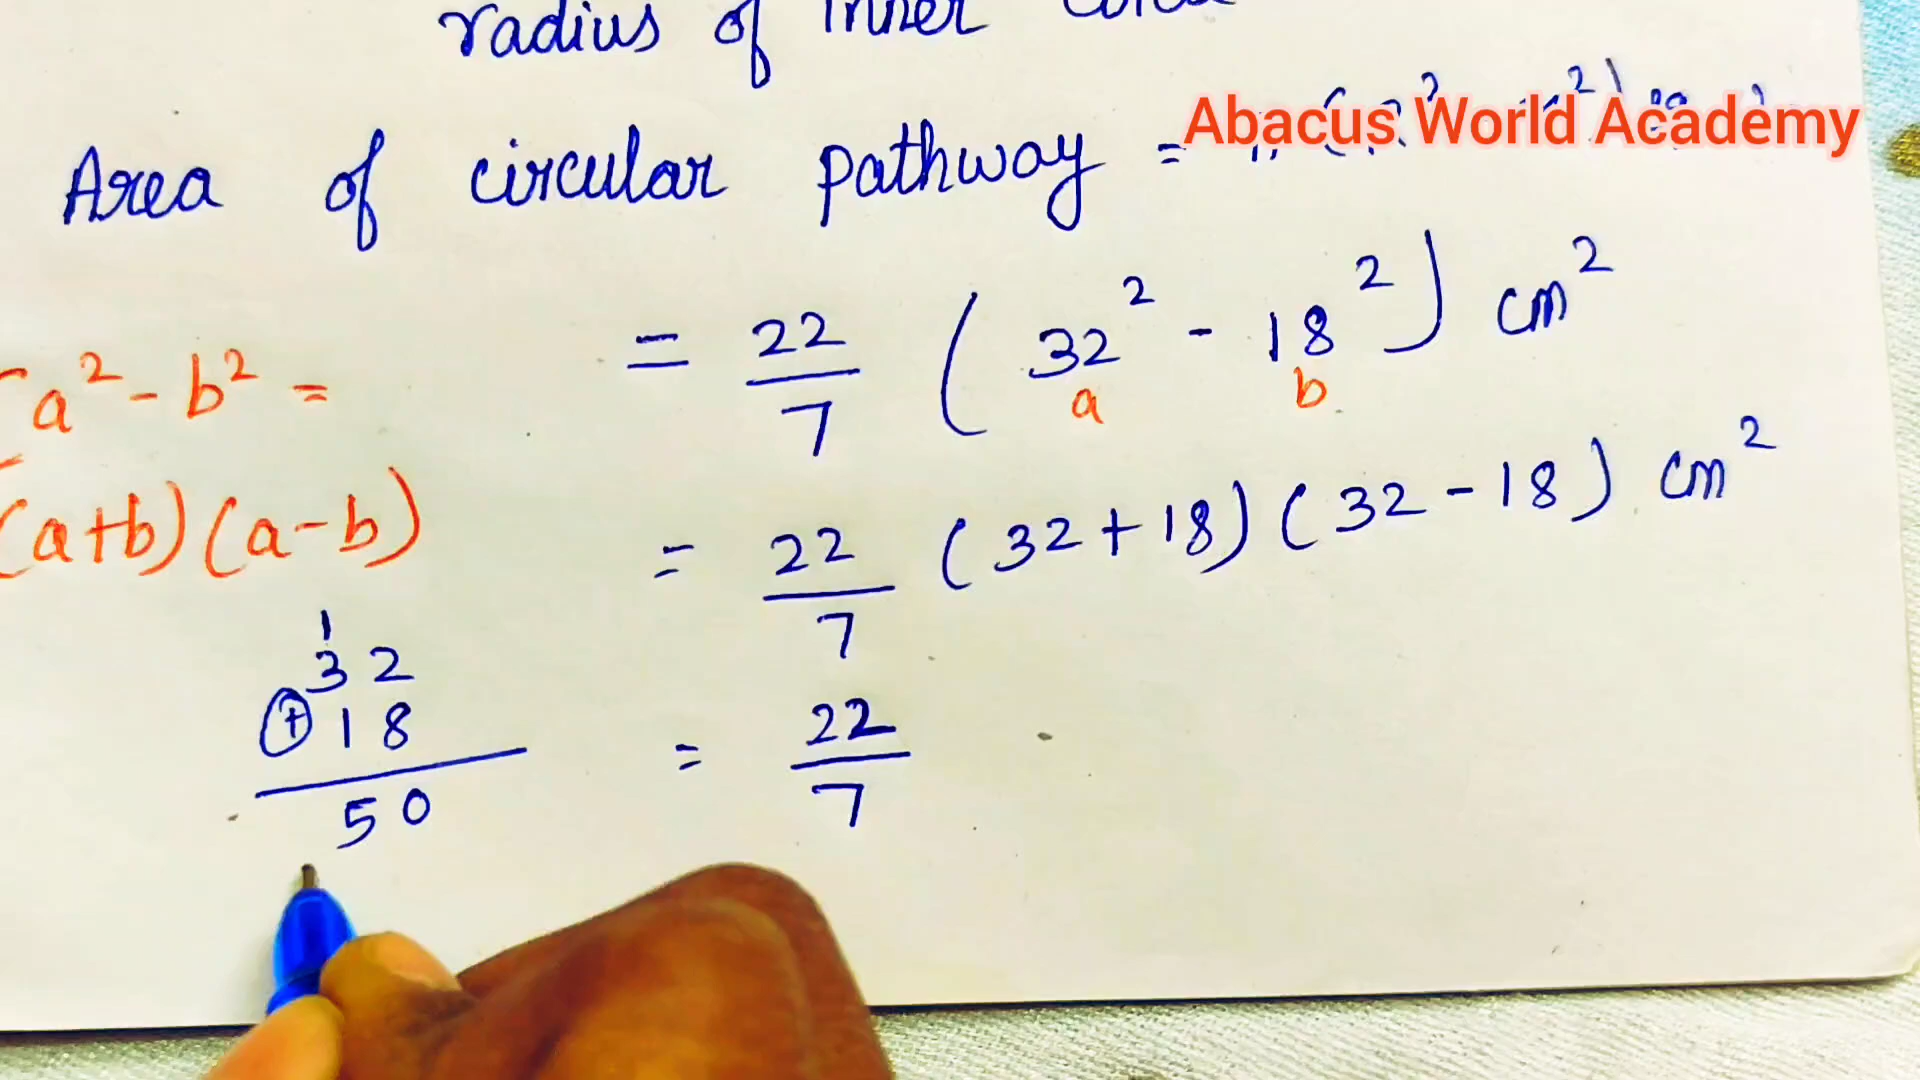 radius of inner
Abacus World Academy
Area of circular pathway =
= 22/7 ( 32² - 18² ) cm²
a b
[a² - b² =
(a+b)(a-b)
= 22/7 (32+18)(32-18) cm²
1
32
+ 18
50
= 22/7